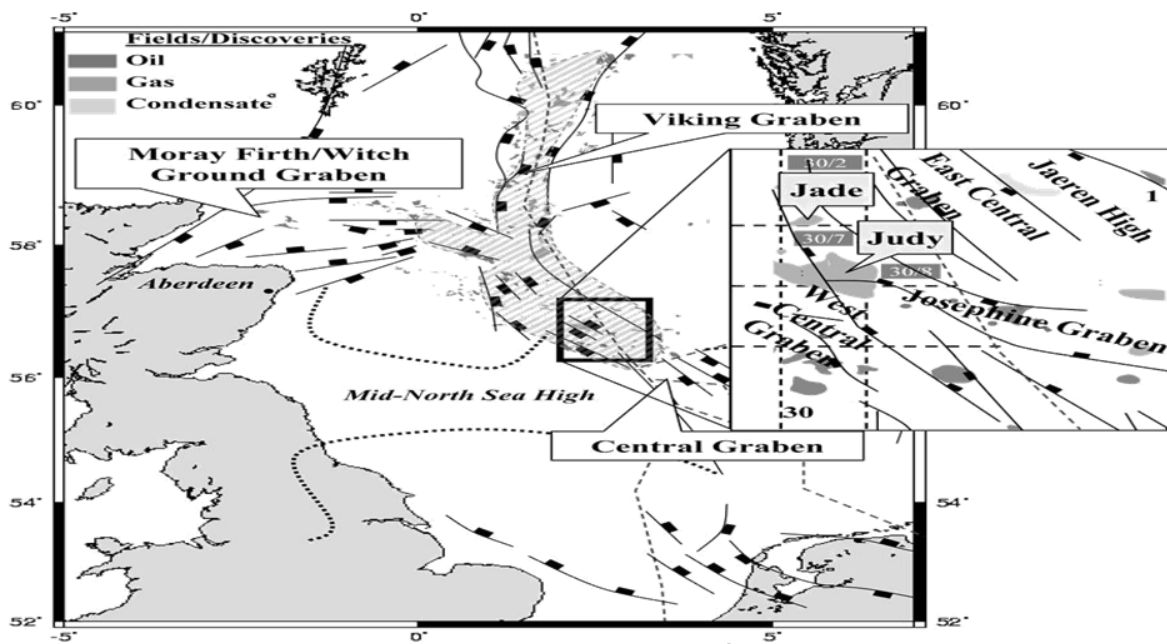 -5°
0°
5°
Fields/Discoveries
Oil
Gas
Condensate
60°
60°
Viking Graben
Moray Firth/Witch
Ground Graben
30/2
Jade
East Central
Graben
Jaeren High
1
58°
30/7
Judy
30/8
Aberdeen
West
Central
Graben
Josephine Graben
56°
Mid-North Sea High
30
Central Graben
54°
54°
52°
52°
-5°
0°
5°